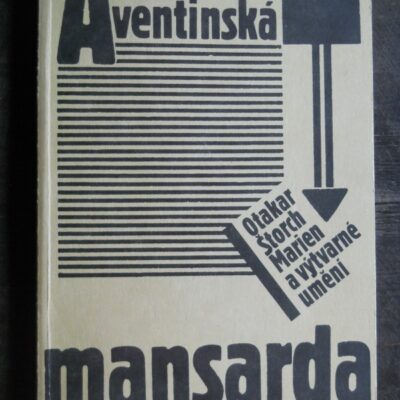 Aventinská
Otakar
Štorch
Marien
a výtvarné
umění
mansarda